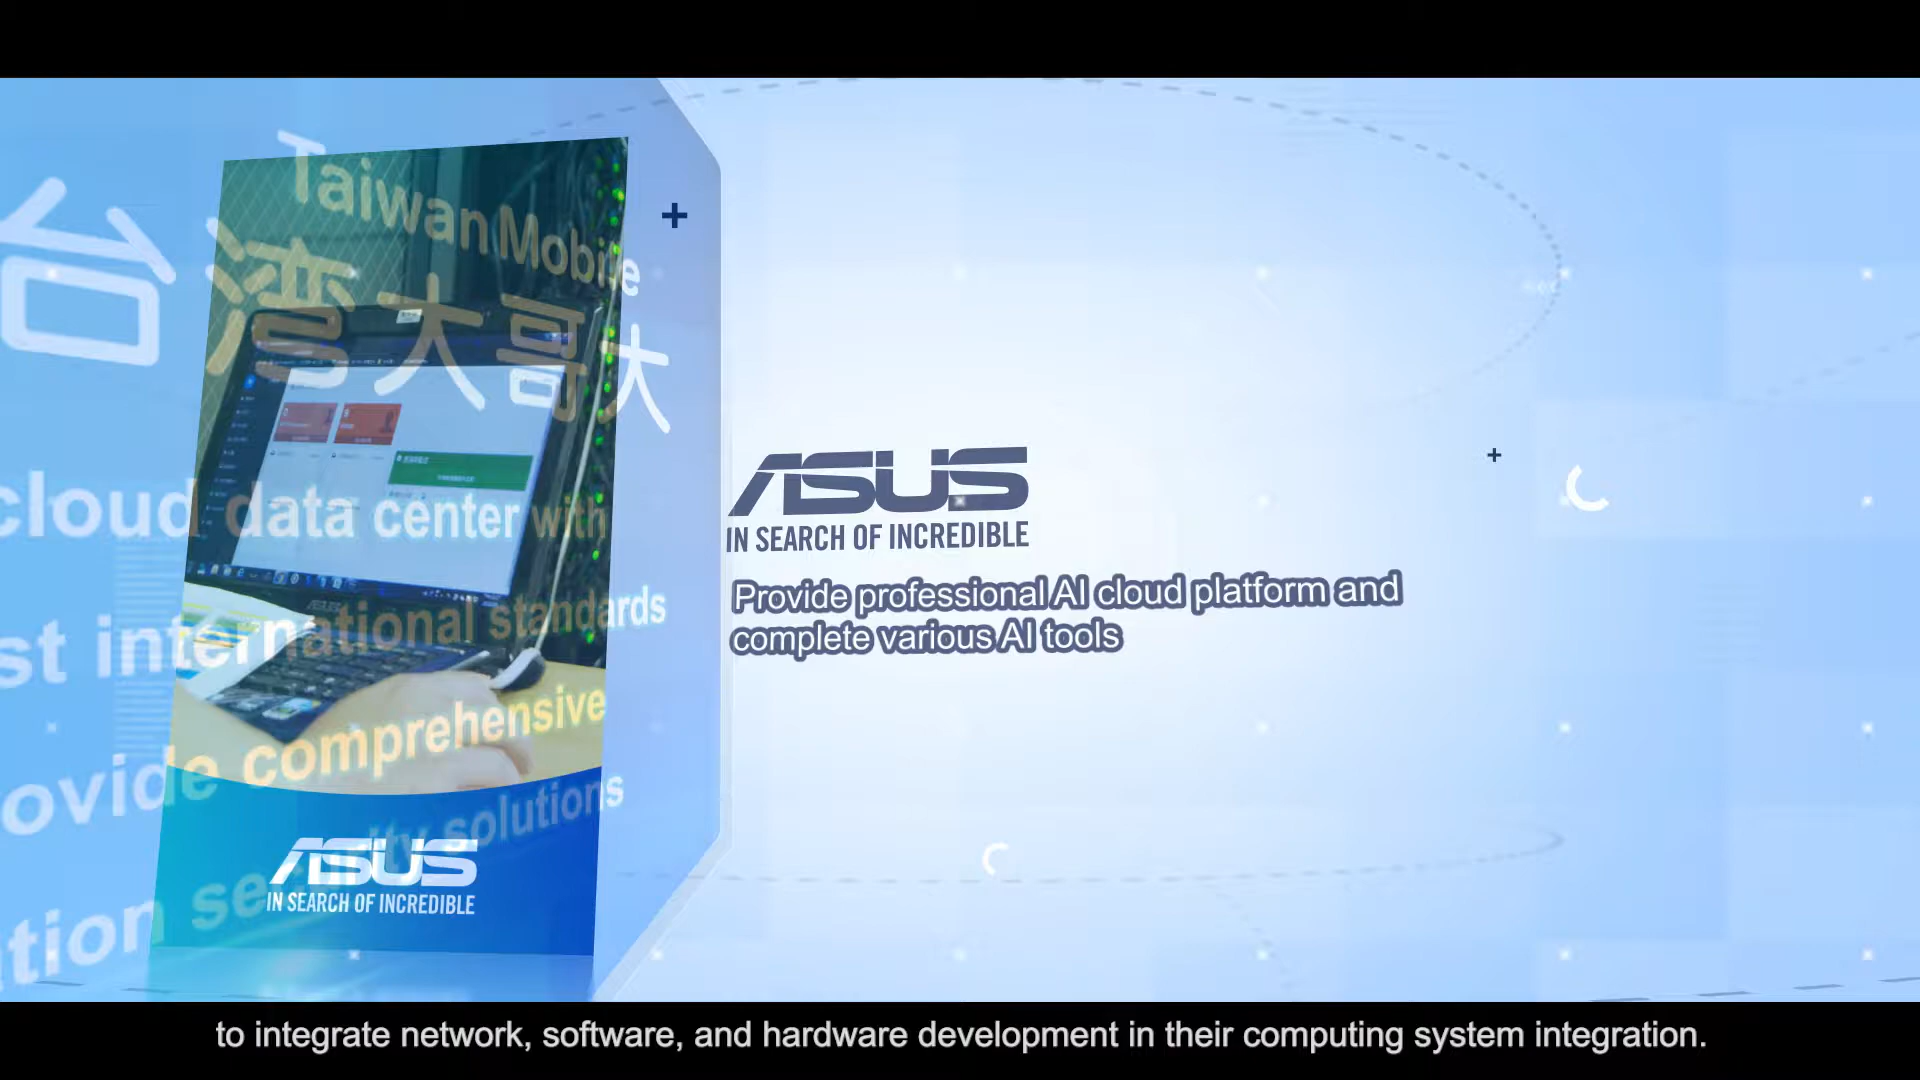 Taiwan Mobile
台湾大哥大
cloud data center with
st international standards
ovide comprehensive
ation security solutions
ASUS
IN SEARCH OF INCREDIBLE
ASUS
IN SEARCH OF INCREDIBLE
Provide professional AI cloud platform and
complete various AI tools
to integrate network, software, and hardware development in their computing system integration.